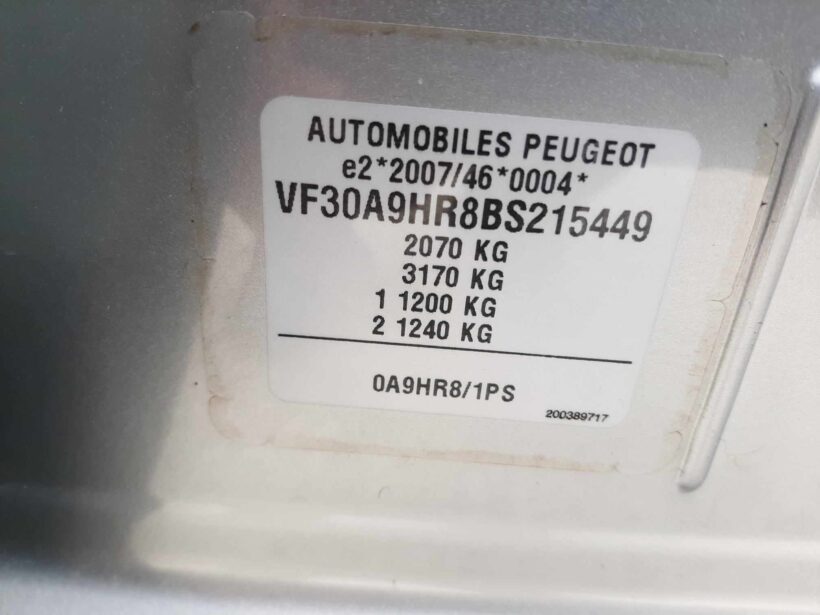 AUTOMOBILES PEUGEOT
e2*2007/46*0004*
VF30A9HR8BS215449
2070 KG
3170 KG
1 1200 KG
2 1240 KG
0A9HR8/1PS
200389717